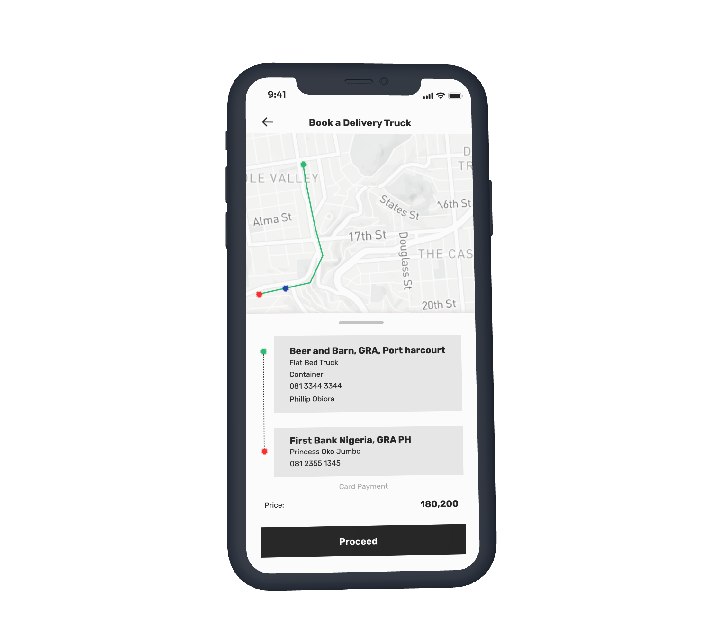 9:41
Book a Delivery Truck
LE VALLEY
D
TR
States St
16th St
Alma St
17th St
Douglass St
THE CAS
20th St
Beer and Barn, GRA, Port harcourt
Flat Bed Truck
Container
081 3344 3344
Phillip Obiora
First Bank Nigeria, GRA PH
Princess Oko Jumbo
081 2355 1345
Card Payment
Price: 180,200
Proceed